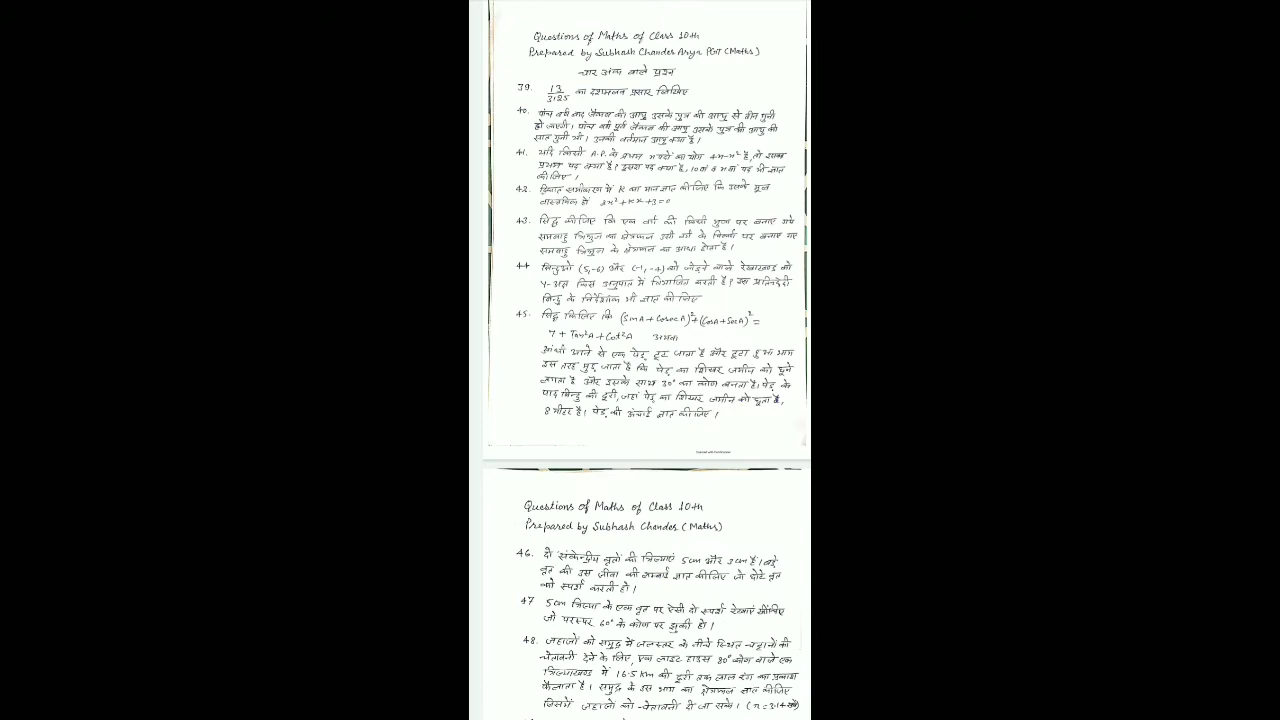 Questions of Maths of Class 10th
Prepared by Subhash Chander Arya PGT (Maths)
चार अंक वाले प्रश्न
39. 13/3125 का दशमलव प्रसार लिखिए
40. पांच वर्ष बाद जैकब की आयु उसके पुत्र की आयु से तीन गुनी
हो जाएगी। पांच वर्ष पूर्व जैकब की आयु उसके पुत्र की आयु की
सात गुनी थी। उनकी वर्तमान आयु क्या है।
41. यदि किसी A.P. के प्रथम n पदों का योग 4n-n² है, तो इसका
प्रथम पद क्या है? दूसरा पद क्या है, 10वां व n वां पद भी ज्ञात
कीजिए।
42. द्विघात समीकरण में K का मान ज्ञात कीजिए कि उसके मूल
वास्तविक हों 2x²+Kx+3=0
43. सिद्ध कीजिए कि एक वर्ग की किसी भुजा पर बनाए गये
समबाहु त्रिभुज का क्षेत्रफल उसी वर्ग के विकर्ण पर बनाए गए
समबाहु त्रिभुज के क्षेत्रफल का आधा होता है।
44 बिन्दुओं (5,-6) और (-1,-4) को जोड़ने वाले रेखाखण्ड को
Y-अक्ष किस अनुपात में विभाजित करती है? इस प्रतिच्छेदी
बिन्दु के निर्देशांक भी ज्ञात कीजिए
45. सिद्ध कीजिए कि (SinA+CosecA)²+(CosA+SecA)²=
7+Tan²A+Cot²A अथवा
आंधी आने से एक पेड़ टूट जाता है और टूटा हुआ भाग
इस तरह मुड़ जाता है कि पेड़ का शिखर जमीन को छूने
लगता है और इसके साथ 30° का कोण बनता है। पेड़ के
पाद बिन्दु की दूरी, जहां पेड़ का शिखर जमीन को छूता है,
8 मीटर है। पेड़ की ऊंचाई ज्ञात कीजिए।
Scanned with CamScanner
Questions of Maths of Class 10th
Prepared by Subhash Chander (Maths)
46. दो संकेन्द्रीय वृतों की त्रिज्याएं 5cm और 3cm हैं। बड़े
वृत की उस जीवा की लम्बाई ज्ञात कीजिए जो छोटे वृत
को स्पर्श करती हो।
47 5cm त्रिज्या के एक वृत पर ऐसी दो स्पर्श रेखाएं खींचिए
जो परस्पर 60° के कोण पर झुकी हों।
48. जहाजों को समुद्र में जलस्तर के नीचे स्थित चट्टानों की
चेतावनी देने के लिए, एक लाइट हाउस 80° कोण वाले एक
त्रिज्याखण्ड में 16.5 km की दूरी तक लाल रंग का प्रकाश
फैलाता है। समुद्र के उस भाग का क्षेत्रफल ज्ञात कीजिए
जिसमें जहाजों को चेतावनी दी जा सके।